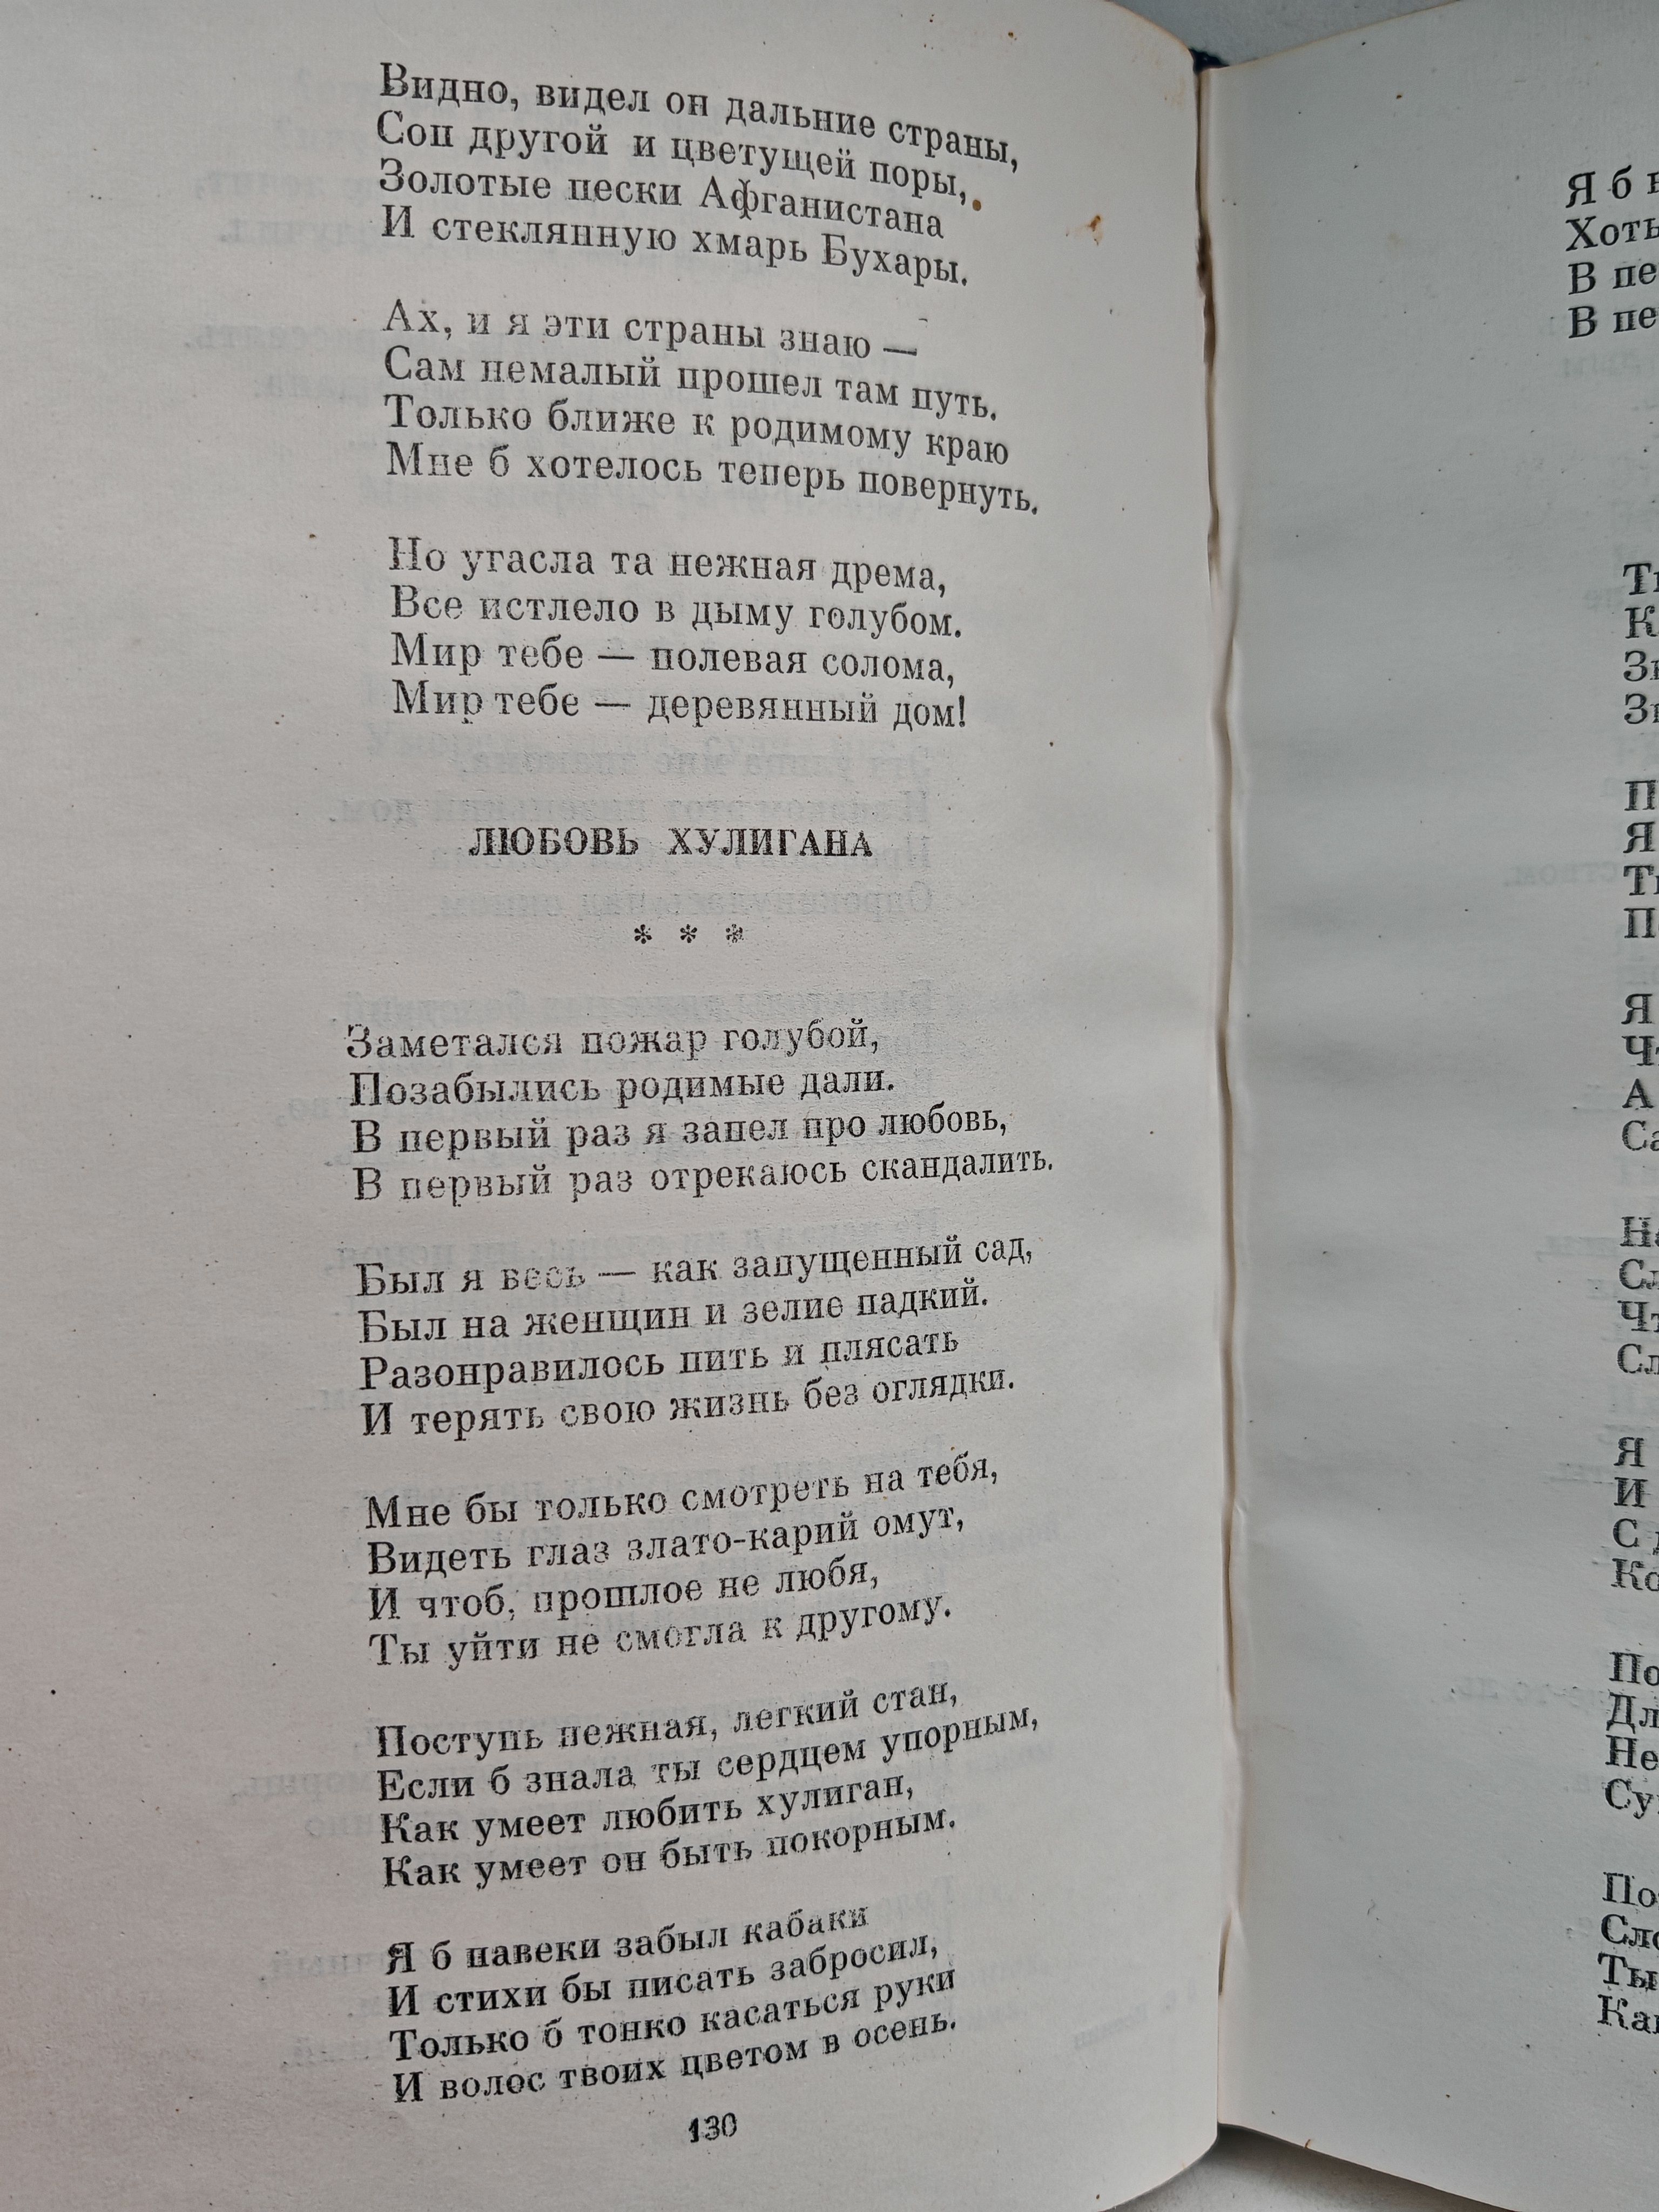 Видно, видел он дальние страны,
Сон другой и цветущей поры,
Золотые пески Афганистана
И стеклянную хмарь Бухары.
Ах, и я эти страны знаю —
Сам немалый прошел там путь.
Только ближе к родимому краю
Мне б хотелось теперь повернуть.
Но угасла та нежная дрема,
Все истлело в дыму голубом.
Мир тебе — полевая солома,
Мир тебе — деревянный дом!
ЛЮБОВЬ ХУЛИГАНА
* * *
Заметался пожар голубой,
Позабылись родимые дали.
В первый раз я запел про любовь,
В первый раз отрекаюсь скандалить.
Был я весь — как запущенный сад,
Был на женщин и зелие падкий.
Разонравилось пить и плясать
И терять свою жизнь без оглядки.
Мне бы только смотреть на тебя,
Видеть глаз злато-карий омут,
И чтоб, прошлое не любя,
Ты уйти не смогла к другому.
Поступь нежная, легкий стан,
Если б знала ты сердцем упорным,
Как умеет любить хулиган,
Как умеет он быть покорным.
Я б навеки забыл кабаки
И стихи бы писать забросил,
Только б тонко касаться руки
И волос твоих цветом в осень.
130
Я б
Хоть
В
В
Я
Я
А
Я
И
С
Ты